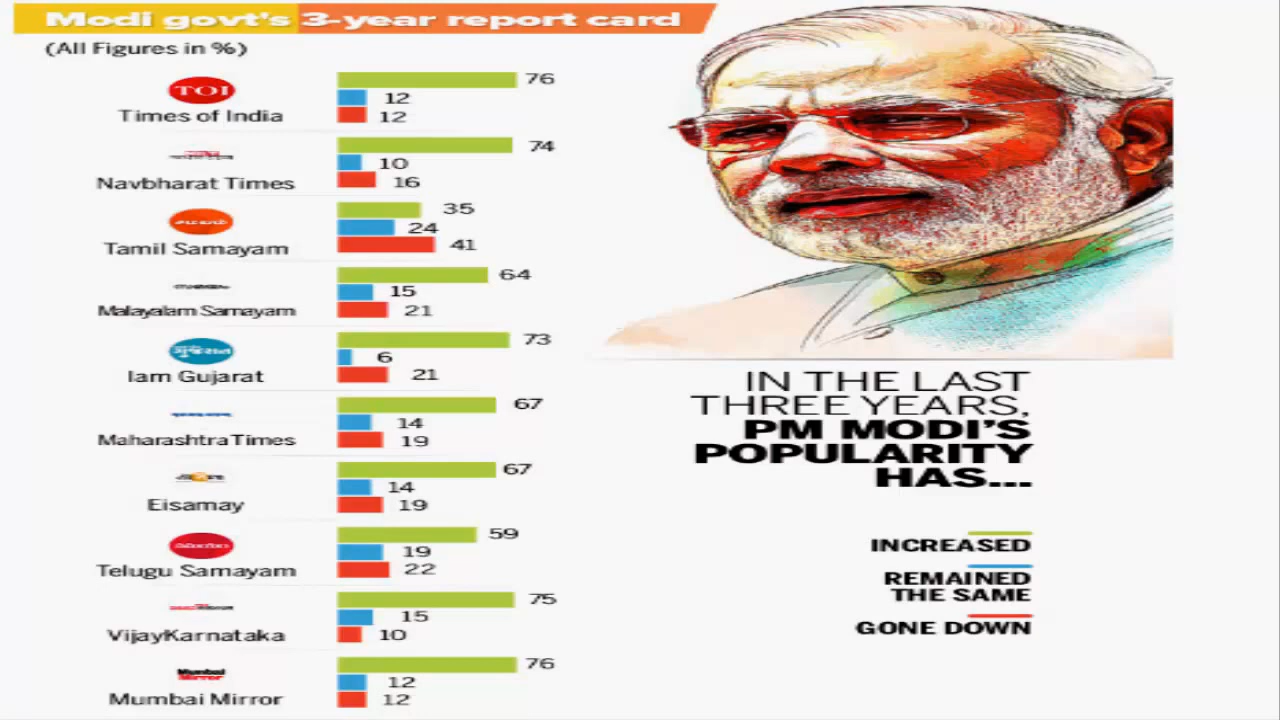 Modi govt's 3-year report card
(All Figures in %)
TOI
Times of India
76
12
12
Navbharat Times
74
10
16
Tamil Samayam
35
24
41
Malayalam Samayam
64
15
21
Iam Gujarat
73
6
21
MaharashtraTimes
67
14
19
Eisamay
67
14
19
Telugu Samayam
59
19
22
VijayKarnataka
75
15
10
Mumbai
Mirror
Mumbai Mirror
76
12
12
IN THE LAST
THREE YEARS,
PM MODI'S
POPULARITY
HAS...
INCREASED
REMAINED
THE SAME
GONE DOWN